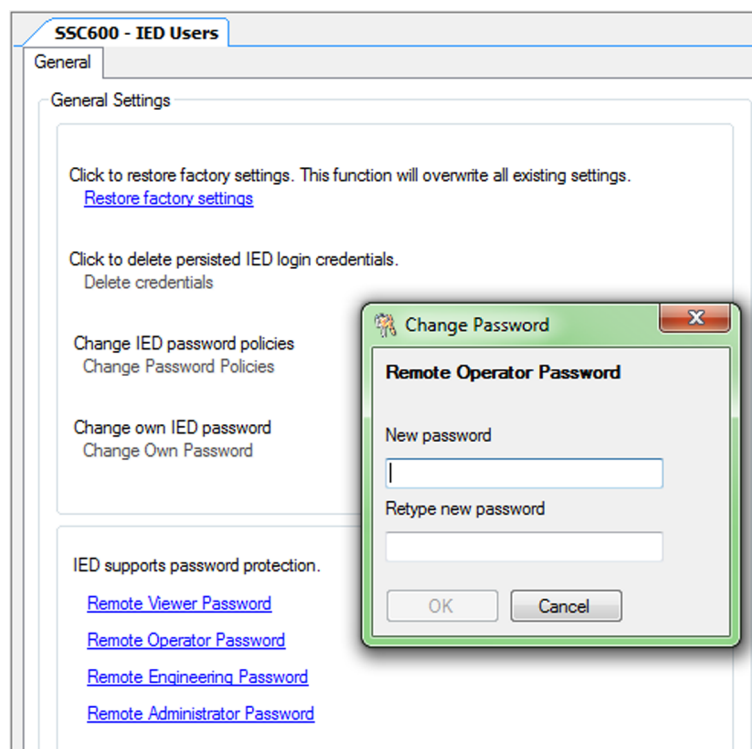 SSC600 - IED Users
General
General Settings
Click to restore factory settings. This function will overwrite all existing settings.
Restore factory settings
Click to delete persisted IED login credentials.
Delete credentials
Change IED password policies
Change Password Policies
Change own IED password
Change Own Password
IED supports password protection.
Remote Viewer Password
Remote Operator Password
Remote Engineering Password
Remote Administrator Password
Change Password
Remote Operator Password
New password
Retype new password
OK
Cancel